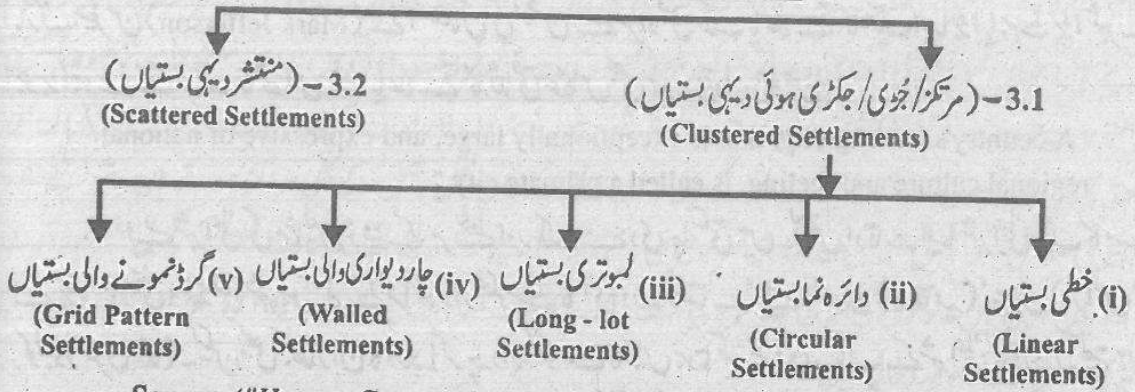 3.1 – (مرتکز/جُڑی/جکڑی ہوئی دیہی بستیاں)
(Clustered Settlements)
3.2 – (منتشر دیہی بستیاں)
(Scattered Settlements)
(i) خطی بستیاں
(Linear
Settlements)
(ii) دائرہ نما بستیاں
(Circular
Settlements)
(iii) لمبوتری بستیاں
(Long - lot
Settlements)
(iv) چار دیواری والی بستیاں
(Walled
Settlements)
(v) گرڈ نمونے والی بستیاں
(Grid Pattern
Settlements)